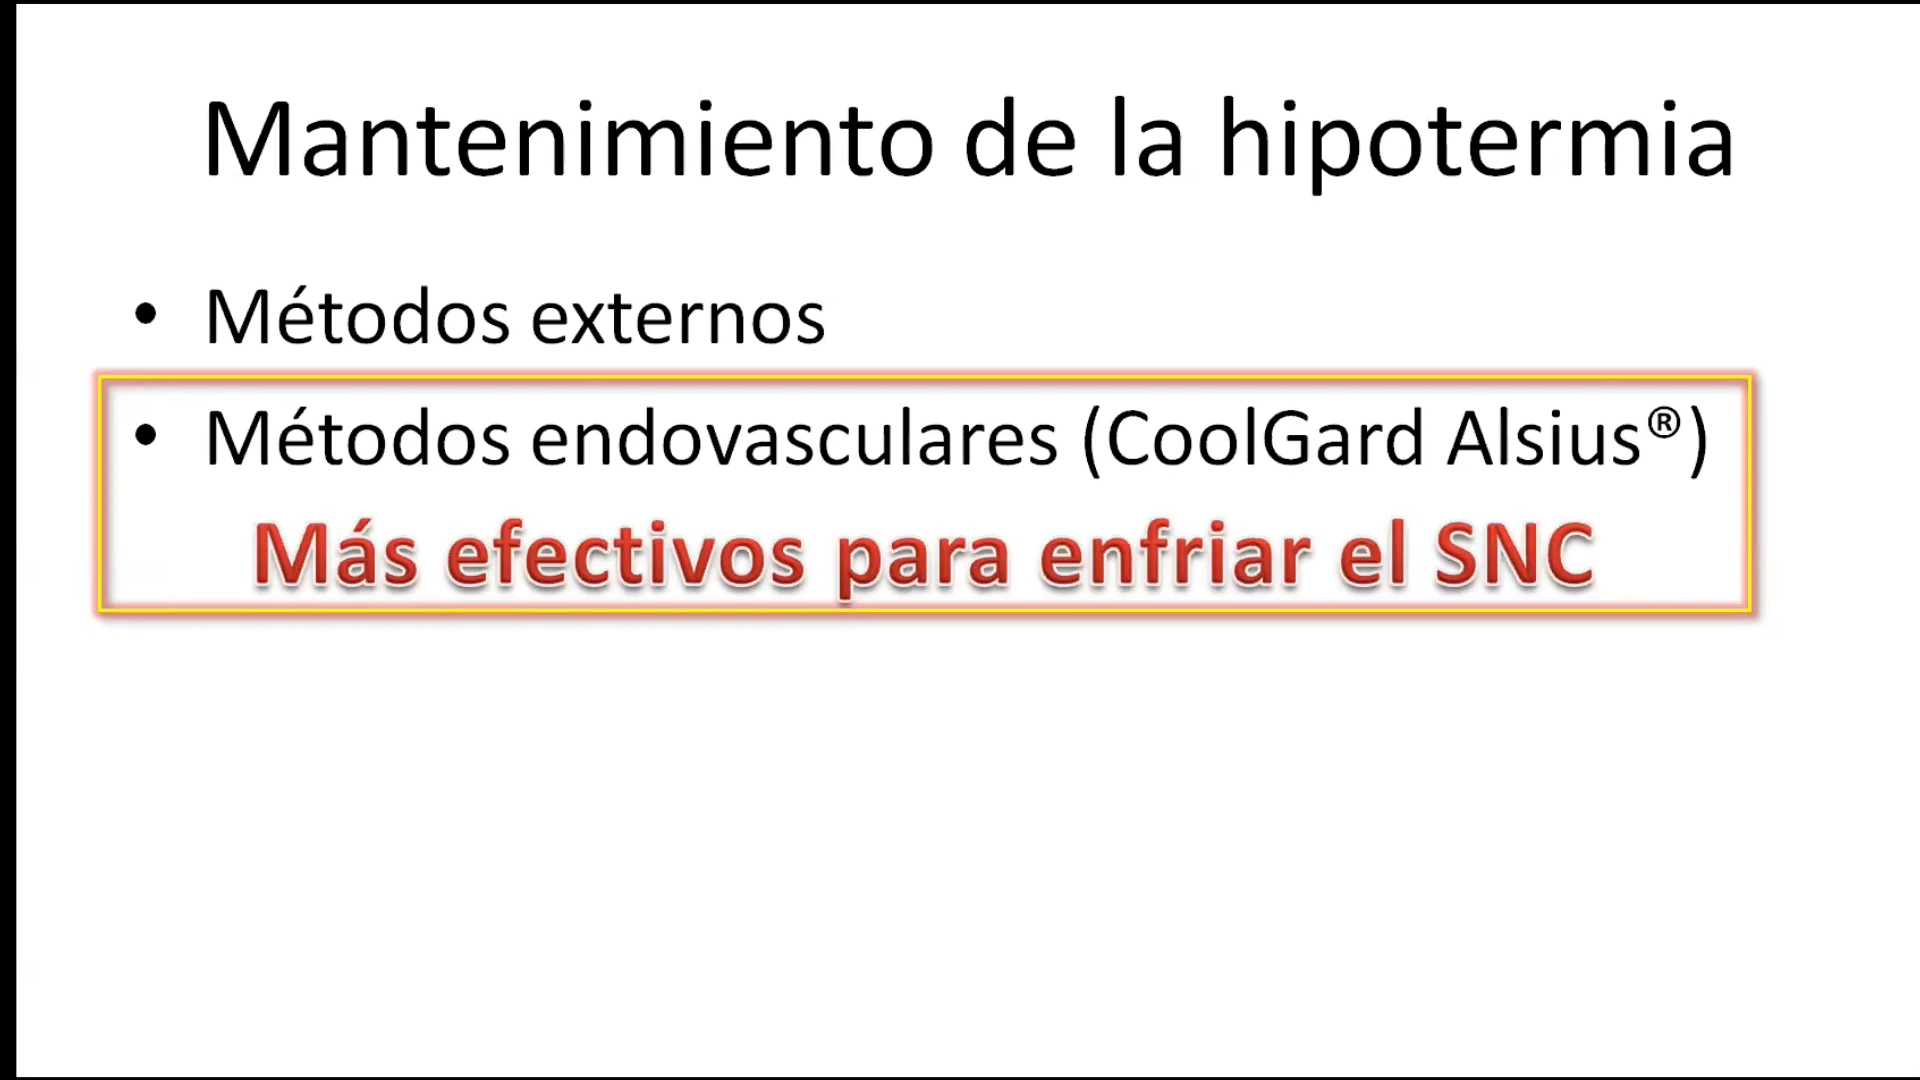 Mantenimiento de la hipotermia
• Métodos externos
• Métodos endovasculares (CoolGard Alsius®)
Más efectivos para enfriar el SNC